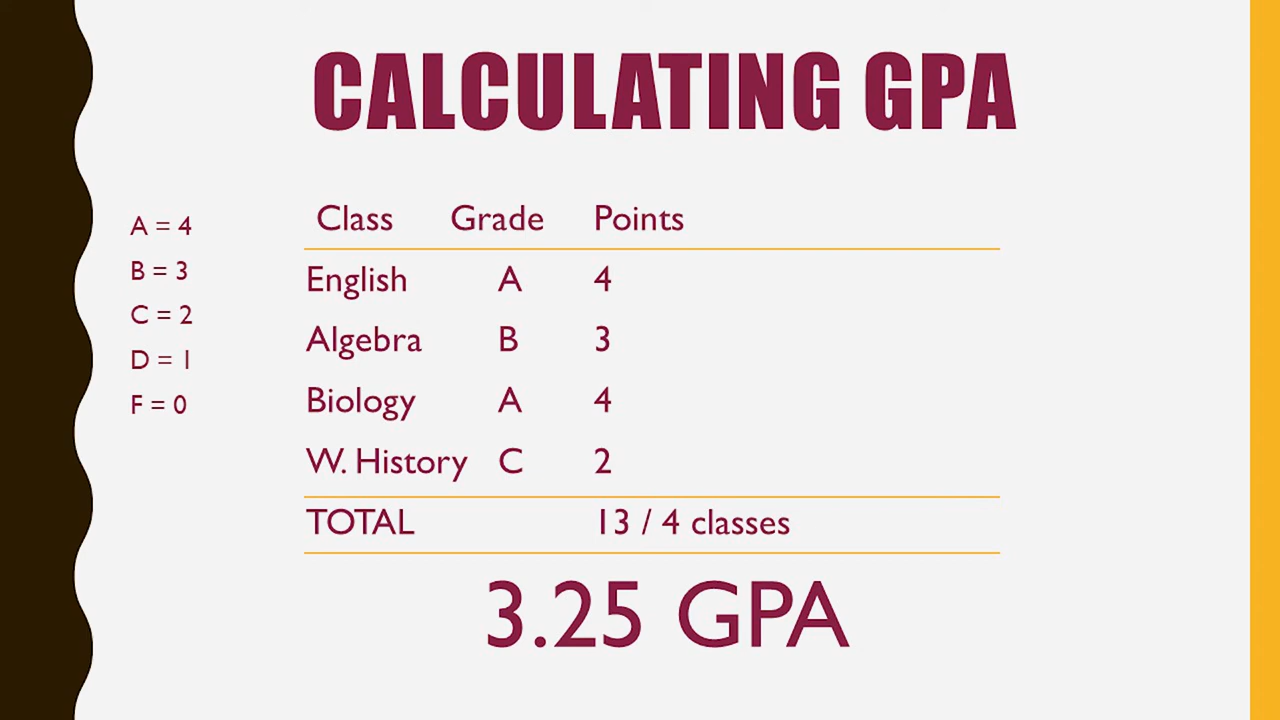 CALCULATING GPA
A = 4
B = 3
C = 2
D = 1
F = 0
Class Grade Points
English A 4
Algebra B 3
Biology A 4
W. History C 2
TOTAL 13 / 4 classes
3.25 GPA